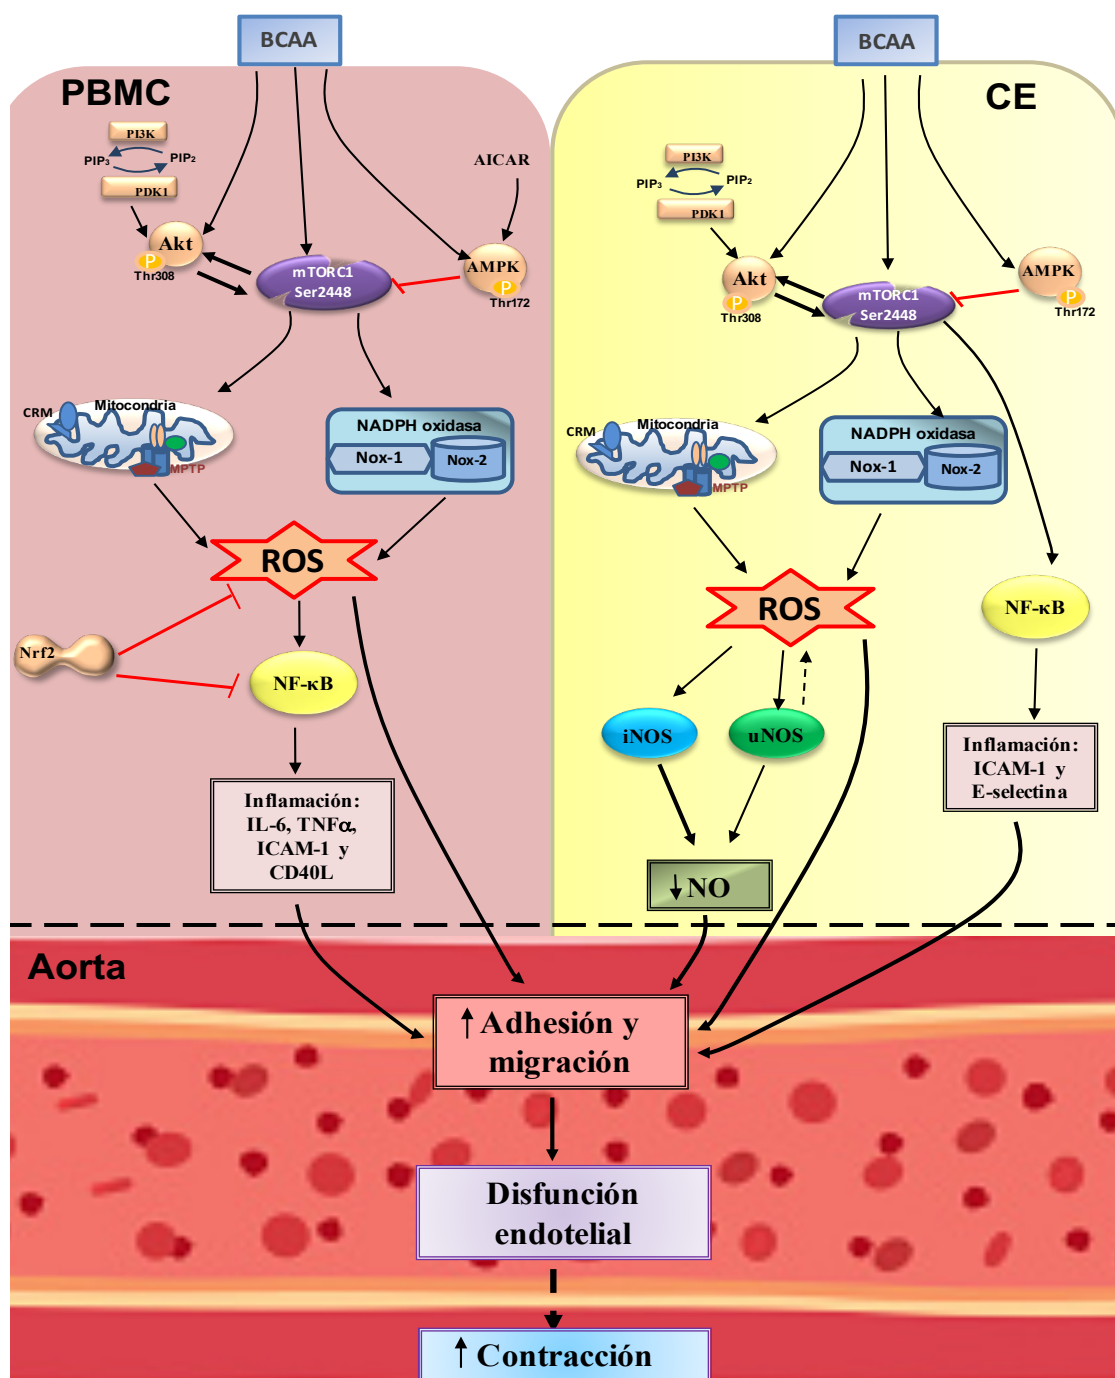 BCAA
PBMC
PI3K
PIP3
PIP2
PDK1
AICAR
Akt
P
Thr308
mTORC1
Ser2448
AMPK
P
Thr172
CRM
Mitocondria
MPTP
NADPH oxidasa
Nox-1
Nox-2
ROS
Nrf2
NF-κB
Inflamación:
IL-6, TNFα,
ICAM-1 y
CD40L
BCAA
CE
PI3K
PIP3
PIP2
PDK1
Akt
P
Thr308
mTORC1
Ser2448
AMPK
P
Thr172
CRM
Mitocondria
MPTP
NADPH oxidasa
Nox-1
Nox-2
ROS
NF-κB
iNOS
uNOS
Inflamación:
ICAM-1 y
E-selectina
↓NO
Aorta
↑Adhesión y
migración
Disfunción
endotelial
↑Contracción